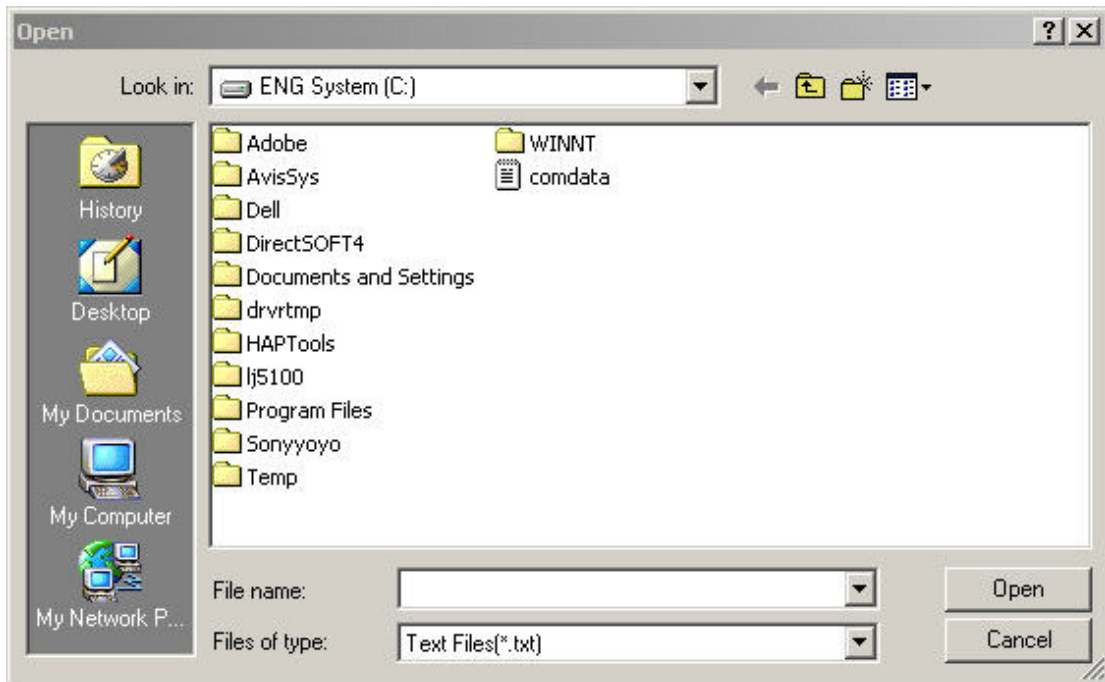 Open
Look in: ENG System (C:)
History
Desktop
My Documents
My Computer
My Network P...
Adobe
AvisSys
Dell
DirectSOFT4
Documents and Settings
drvrtmp
HAPTools
lj5100
Program Files
Sonyyoyo
Temp
WINNT
comdata
File name:
Open
Files of type: Text Files(*.txt)
Cancel